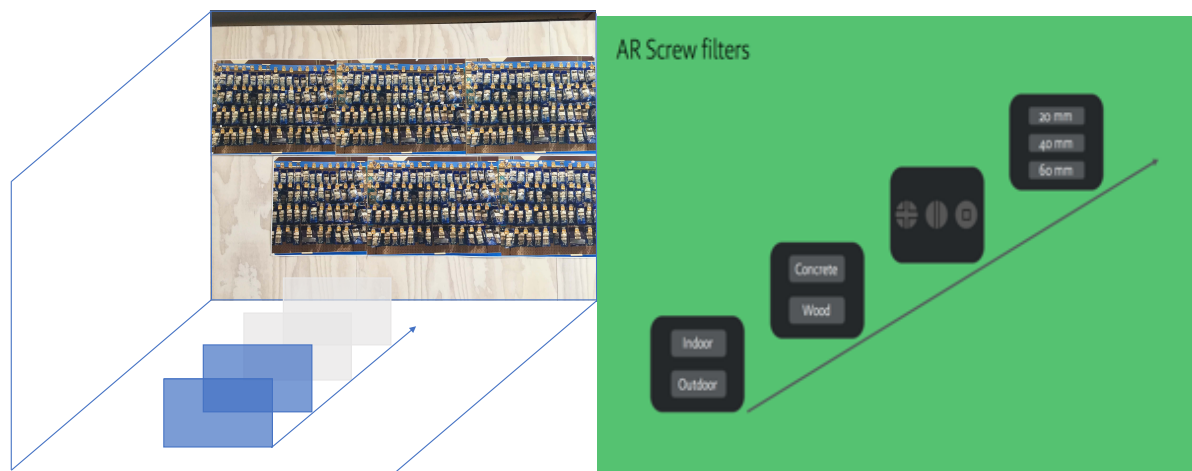 AR Screw filters
20 mm
40 mm
60 mm
Concrete
Wood
Indoor
Outdoor